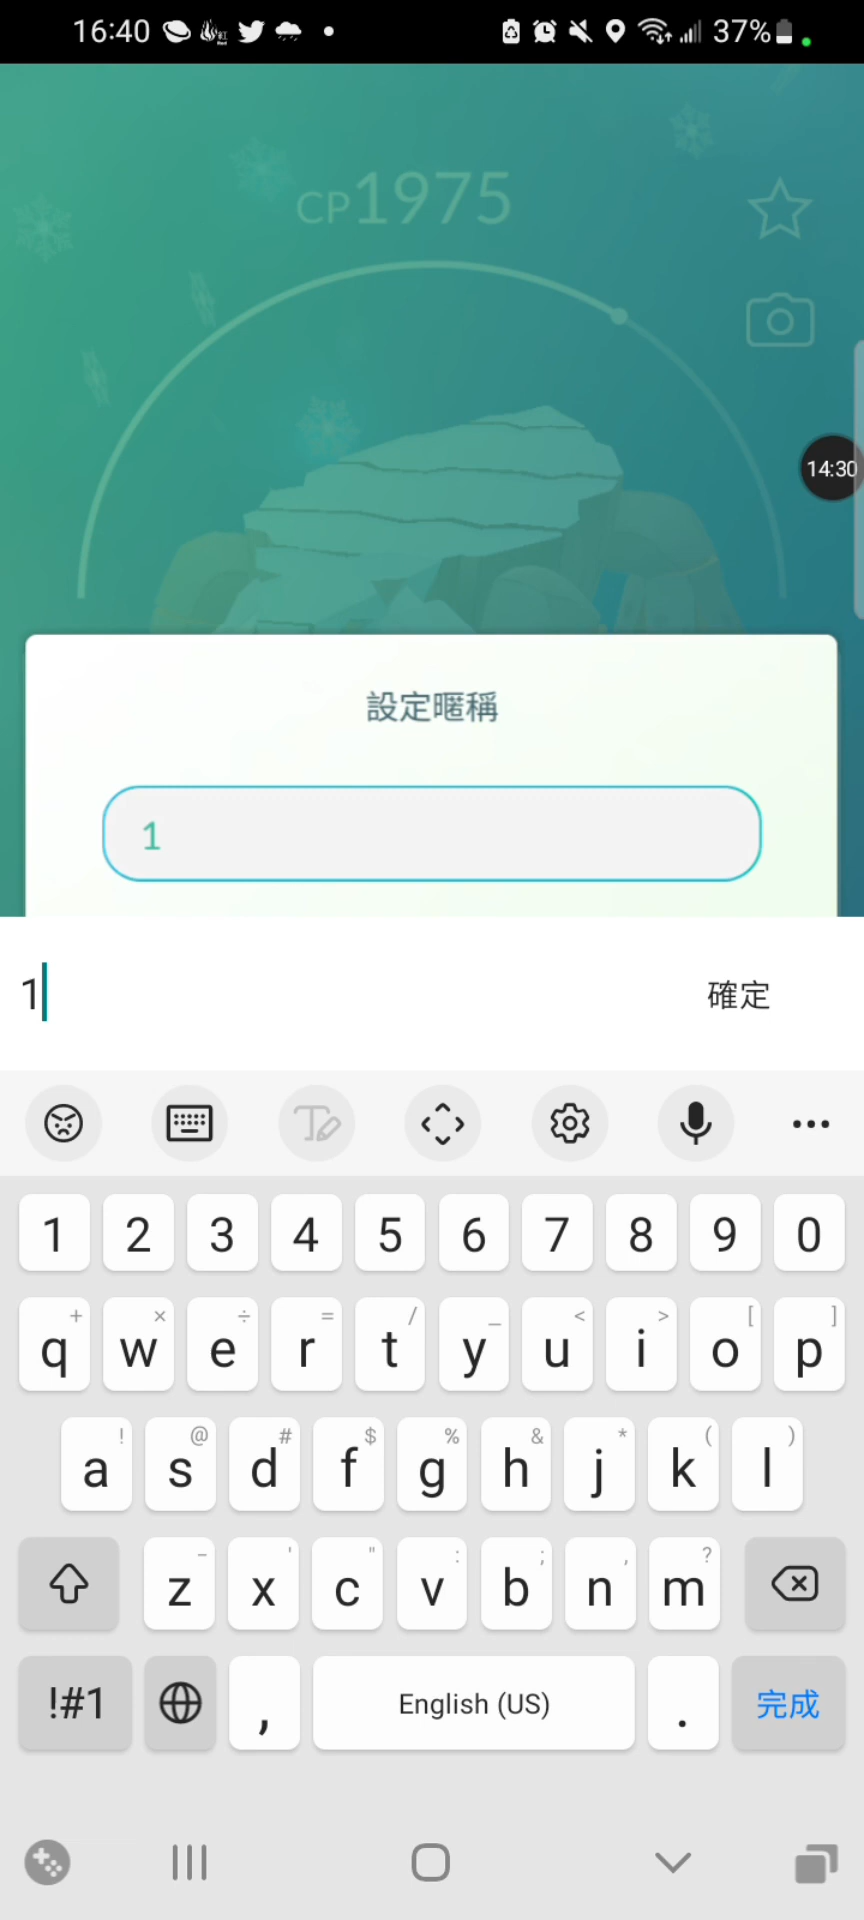 16:40
37%
CP1975
14:30
設定暱稱
1
1
確定
1 2 3 4 5 6 7 8 9 0
+ × ÷ = / _ < > [ ]
q w e r t y u i o p
! @ # $ % & * ( )
a s d f g h j k l
- ' " : ; , ?
z x c v b n m
!#1 , English (US) . 完成